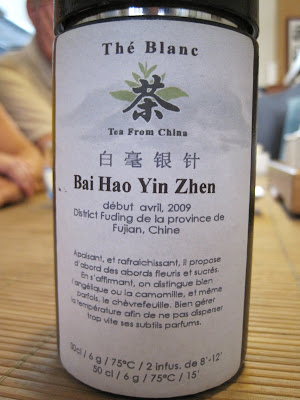 Thé Blanc
茶
Tea From China
白毫银针
Bai Hao Yin Zhen
début avril, 2009
District Fuding de la province de
Fujian, Chine
Apaisant, et rafraichissant, il propose
d'abord des abords fleuris et sucrés.
En s'affirmant, on distingue bien
l'angélique ou la camomille, et même
parfois, le chèvrefeuille. Bien gérer
la température afin de ne pas disperser
trop vite ses subtils parfums.
10cl / 6 g / 75°C / 2 infus. de 8'-12'
50 cl / 6 g / 75°C / 15'